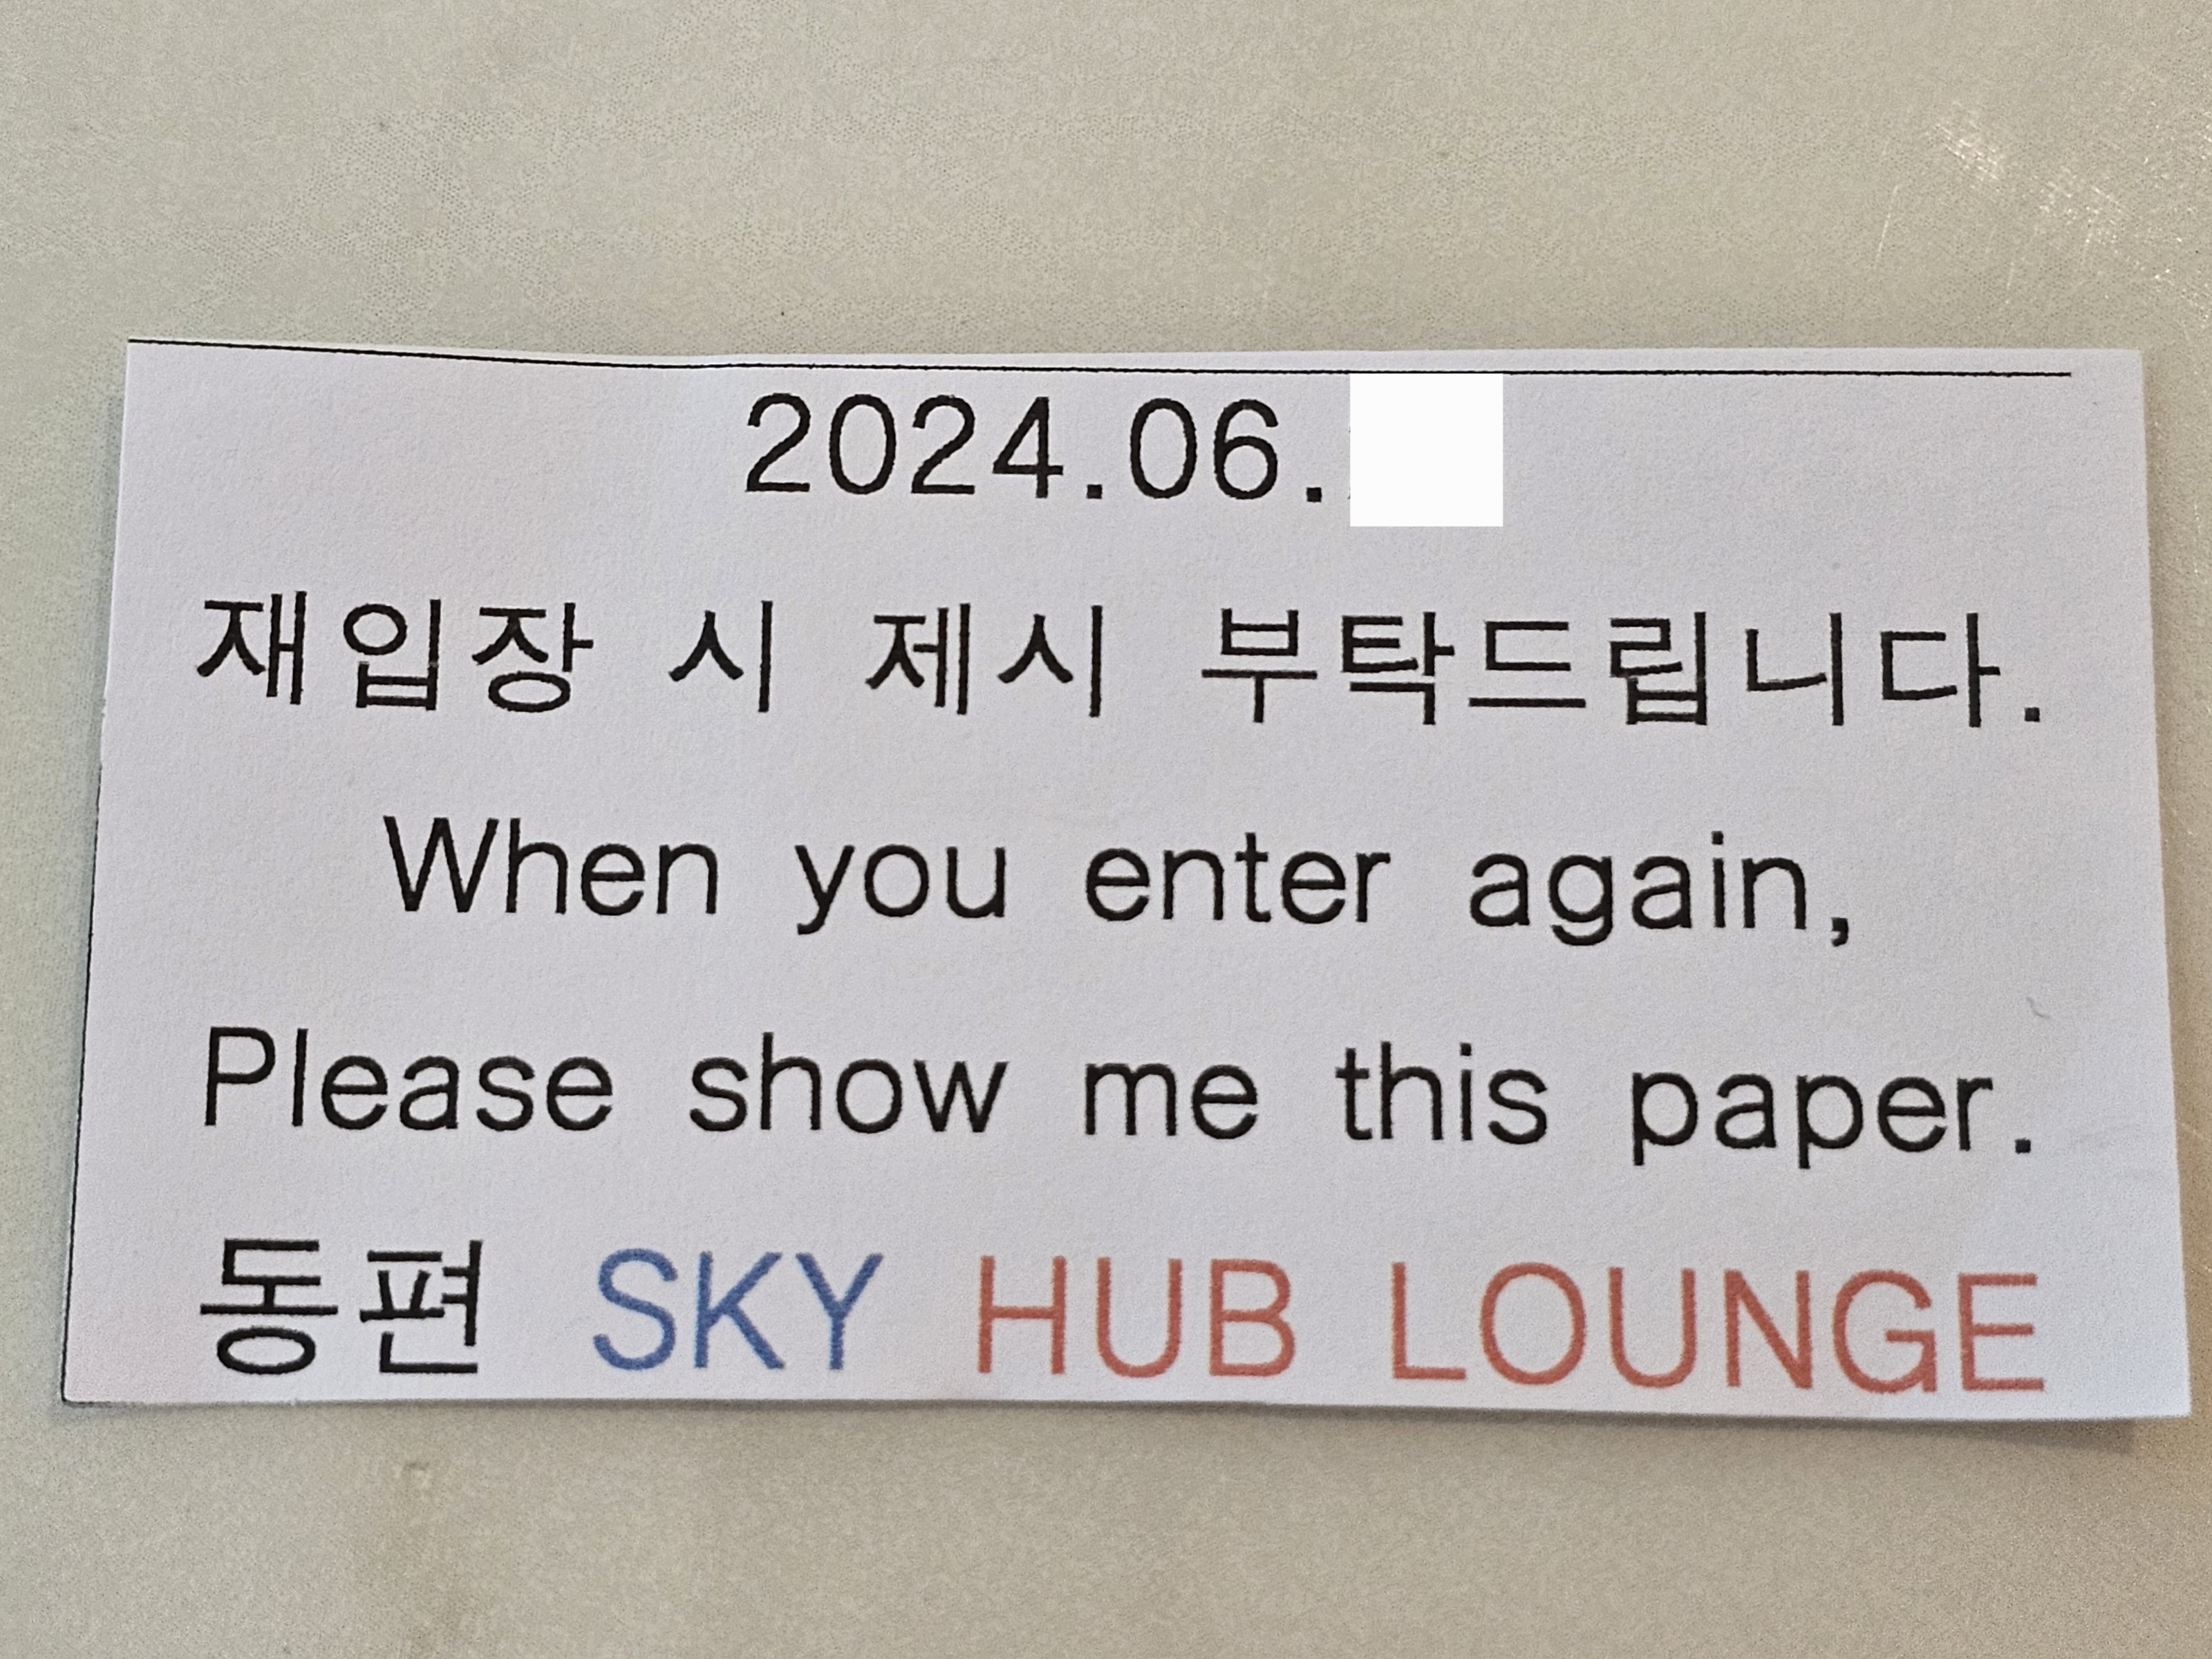 2024.06.
재입장 시 제시 부탁드립니다.
When you enter again,
Please show me this paper.
동편 SKY HUB LOUNGE